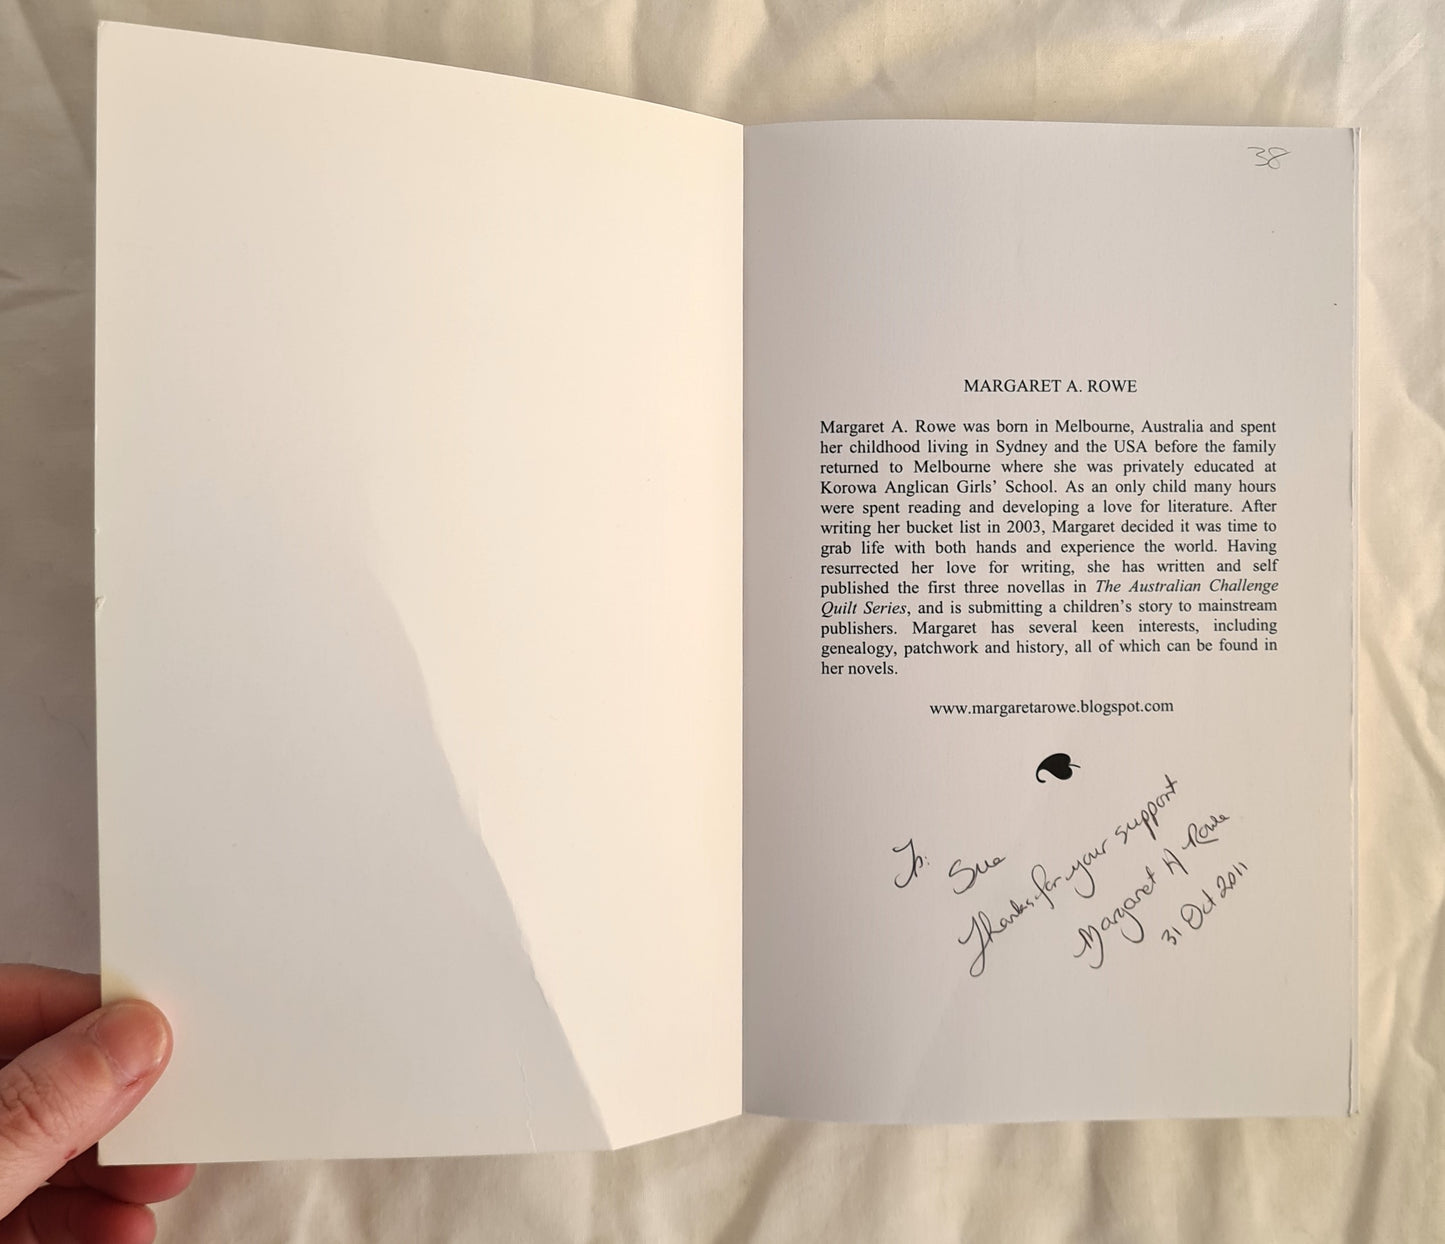 38
MARGARET A. ROWE
Margaret A. Rowe was born in Melbourne, Australia and spent
her childhood living in Sydney and the USA before the family
returned to Melbourne where she was privately educated at
Korowa Anglican Girls' School. As an only child many hours
were spent reading and developing a love for literature. After
writing her bucket list in 2003, Margaret decided it was time to
grab life with both hands and experience the world. Having
resurrected her love for writing, she has written and self
published the first three novellas in The Australian Challenge
Quilt Series, and is submitting a children's story to mainstream
publishers. Margaret has several keen interests, including
genealogy, patchwork and history, all of which can be found in
her novels.
www.margaretarowe.blogspot.com
To:
Sue
Thanks for your support
Margaret A Rowe
31 Oct 2011